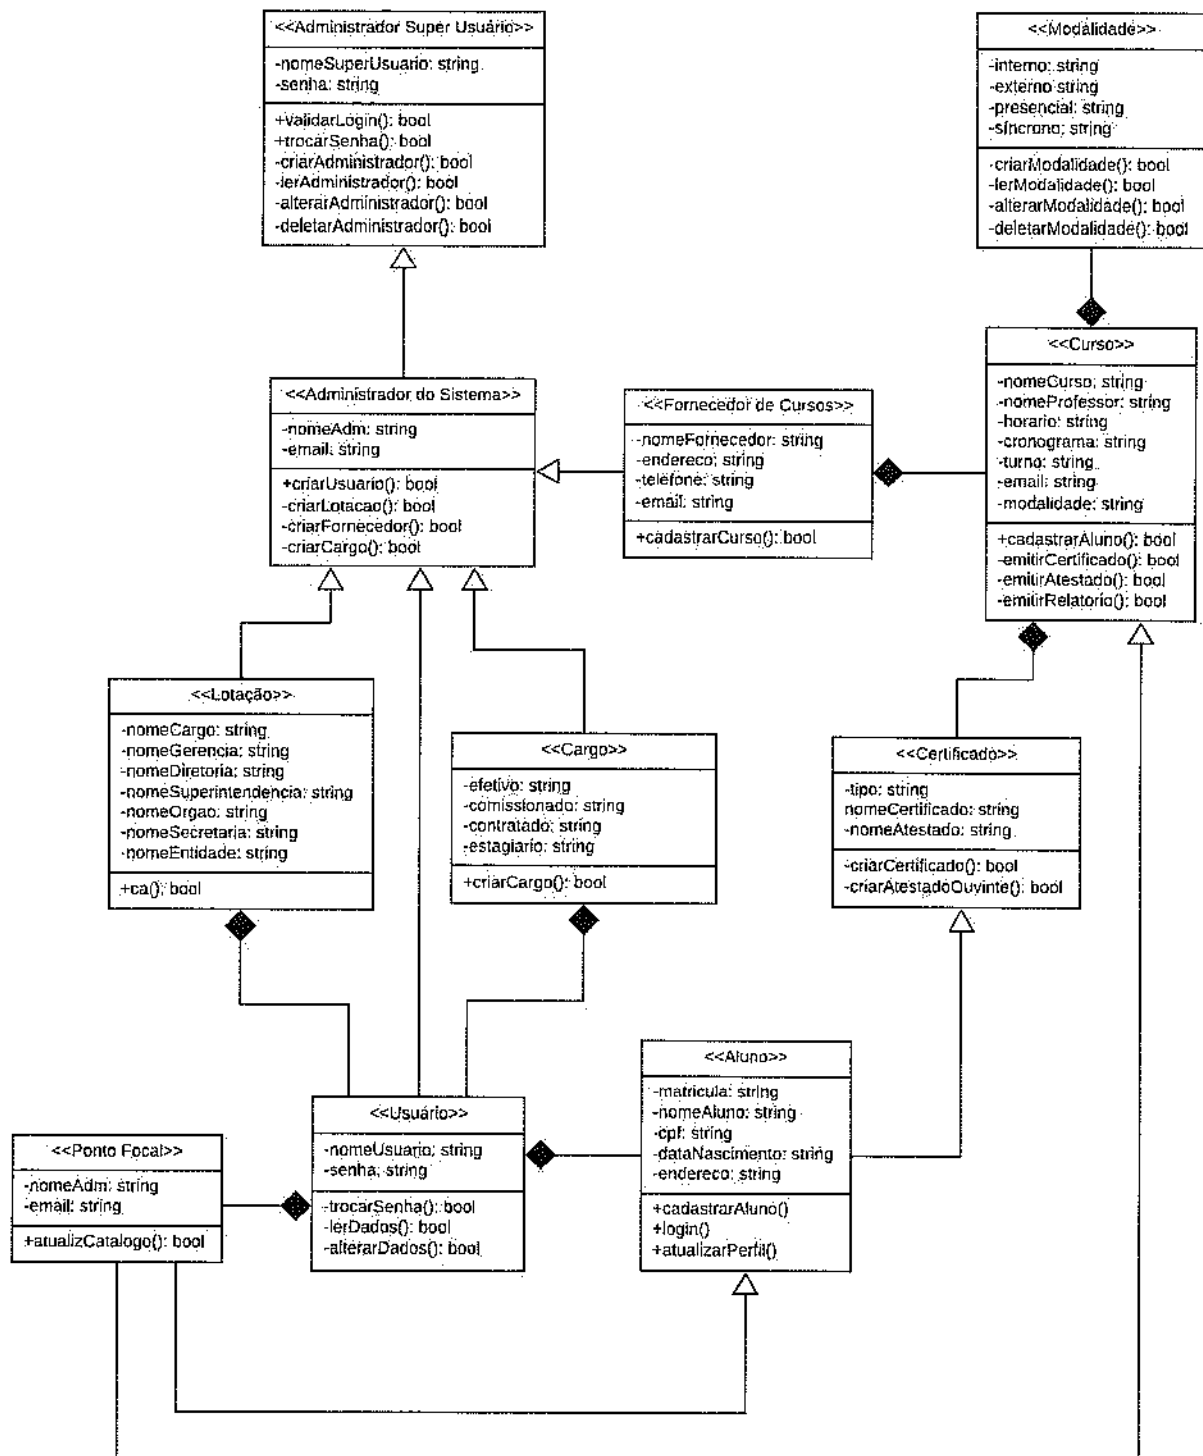 <<Administrador Super Usuário>>
-nomeSuperUsuario: string
-senha: string
+validarLogin(): bool
+trocarSenha(): bool
-criarAdministrador(): bool
-lerAdministrador(): bool
-alterarAdministrador(): bool
-deletarAdministrador(): bool
<<Modalidade>>
-interno: string
-externo string
-presencial: string
-síncrono: string
-criarModalidade(): bool
-lerModalidade(): bool
-alterarModalidade(): bool
-deletarModalidade(): bool
<<Administrador do Sistema>>
-nomeAdm: string
-email: string
+criarUsuario(): bool
-criarLotacao(): bool
-criarFornecedor(): bool
-criarCargo(): bool
<<Fornecedor de Cursos>>
-nomeFornecedor: string
-endereco: string
-telefone: string
-email: string
+cadastrarCurso(): bool
<<Curso>>
-nomeCurso: string
-nomeProfessor: string
-horario: string
-cronograma: string
-turno: string
-email: string
-modalidade: string
+cadastrarAluno(): bool
-emitirCertificado(): bool
-emitirAtestado(): bool
-emitirRelatorio(): bool
<<Lotação>>
-nomeCargo: string
-nomeGerencia: string
-nomeDiretoria: string
-nomeSuperintendencia: string
-nomeOrgao: string
-nomeSecretaria: string
-nomeEntidade: string
+ca(): bool
<<Cargo>>
-efetivo: string
-comissionado: string
-contratado: string
-estagiario: string
+criarCargo(): bool
<<Certificado>>
-tipo: string
nomeCertificado: string
-nomeAtestado: string
-criarCertificado(): bool
-criarAtestadoOuvinte(): bool
<<Aluno>>
-matricula: string
-nomeAluno: string
-cpf: string
-dataNascimento: string
-endereco: string
+cadastrarAluno()
+login()
+atualizarPerfil()
<<Usuário>>
-nomeUsuario: string
-senha: string
-trocarSenha(): bool
-lerDados(): bool
-alterarDados(): bool
<<Ponto Focal>>
-nomeAdm: string
-email: string
+atualizCatalogo(): bool